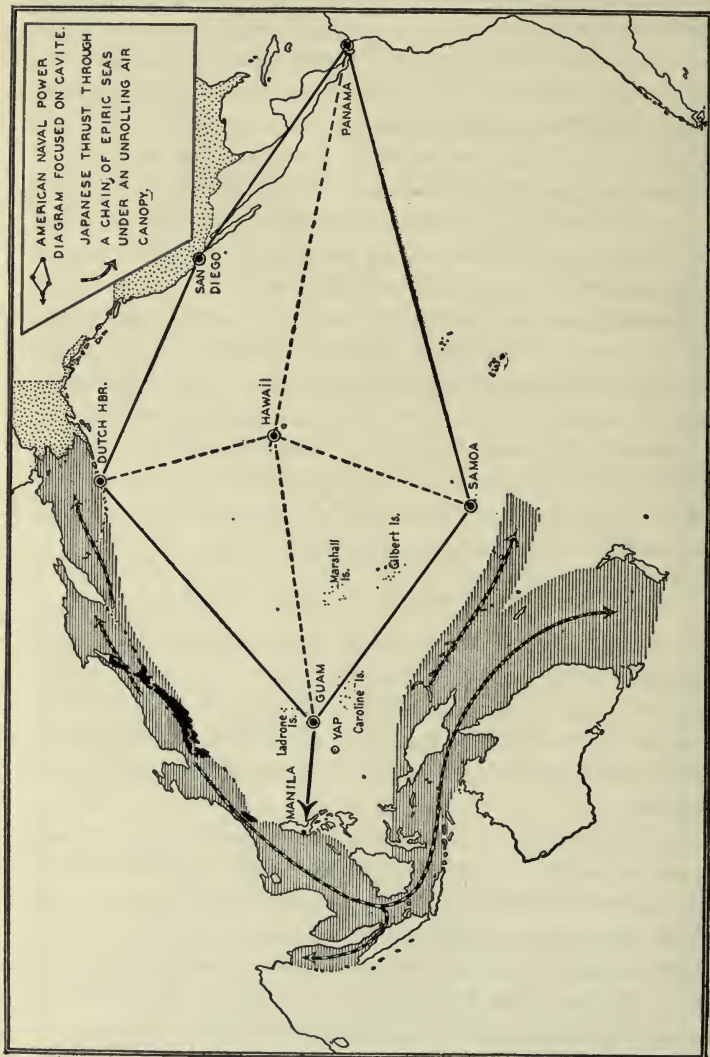 AMERICAN NAVAL POWER
DIAGRAM FOCUSED ON CAVITE.
JAPANESE THRUST THROUGH
A CHAIN OF EPIRIC SEAS
UNDER AN UNROLLING AIR
CANOPY.
DUTCH HBR.
SAN
DIEGO
PANAMA
HAWAII
Marshall
Is.
Gilbert Is.
SAMOA
Ladrone
Is.
GUAM
YAP
Caroline Is.
MANILA